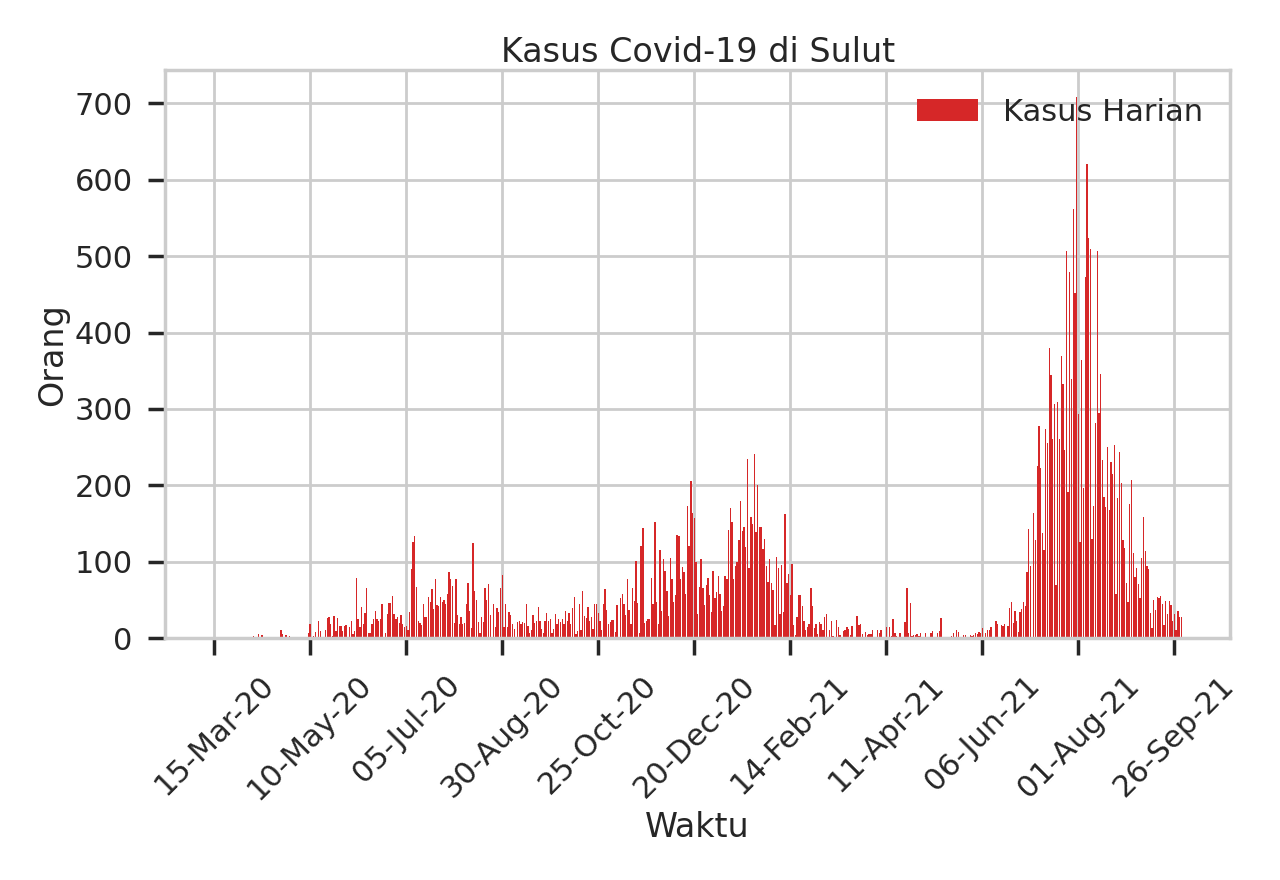 Kasus Covid-19 di Sulut
Kasus Harian
Orang
700
600
500
400
300
200
100
0
15-Mar-20
10-May-20
05-Jul-20
30-Aug-20
25-Oct-20
20-Dec-20
14-Feb-21
11-Apr-21
06-Jun-21
01-Aug-21
26-Sep-21
Waktu